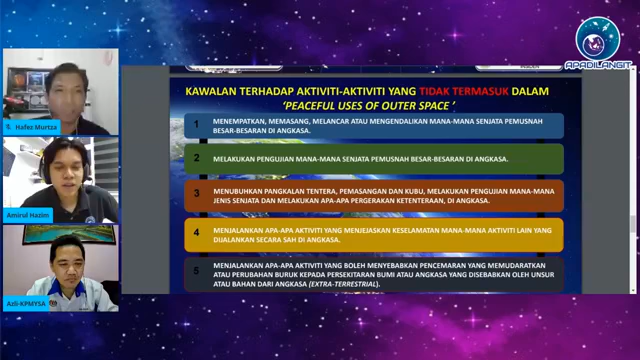 APADILANGIT
KAWALAN TERHADAP AKTIVITI-AKTIVITI YANG TIDAK TERMASUK DALAM
'PEACEFUL USES OF OUTER SPACE '
1
MENEMPATKAN, MEMASANG, MELANCAR ATAU MENGENDALIKAN MANA-MANA SENJATA PEMUSNAH
BESAR-BESARAN DI ANGKASA.
2
MELAKUKAN PENGUJIAN MANA-MANA SENJATA PEMUSNAH BESAR-BESARAN DI ANGKASA.
3
MENUBUHKAN PANGKALAN TENTERA, PEMASANGAN DAN KUBU, MELAKUKAN PENGUJIAN MANA-MANA
JENIS SENJATA DAN MELAKUKAN APA-APA PERGERAKAN KETENTERAAN, DI ANGKASA.
4
MENJALANKAN APA-APA AKTIVITI YANG MENJEJASKAN KESELAMATAN MANA-MANA AKTIVITI LAIN YANG
DIJALANKAN SECARA SAH DI ANGKASA.
5
MENJALANKAN APA-APA AKTIVITI YANG BOLEH MENYEBABKAN PENCEMARAN YANG MEMUDARATKAN
ATAU PERUBAHAN BURUK KEPADA PERSEKITARAN BUMI ATAU ANGKASA YANG DISEBABKAN OLEH UNSUR
ATAU BAHAN DARI ANGKASA (EXTRA-TERRESTRIAL).
Hafez Murtza
Amirul Hazim
Azli-KPMYSA